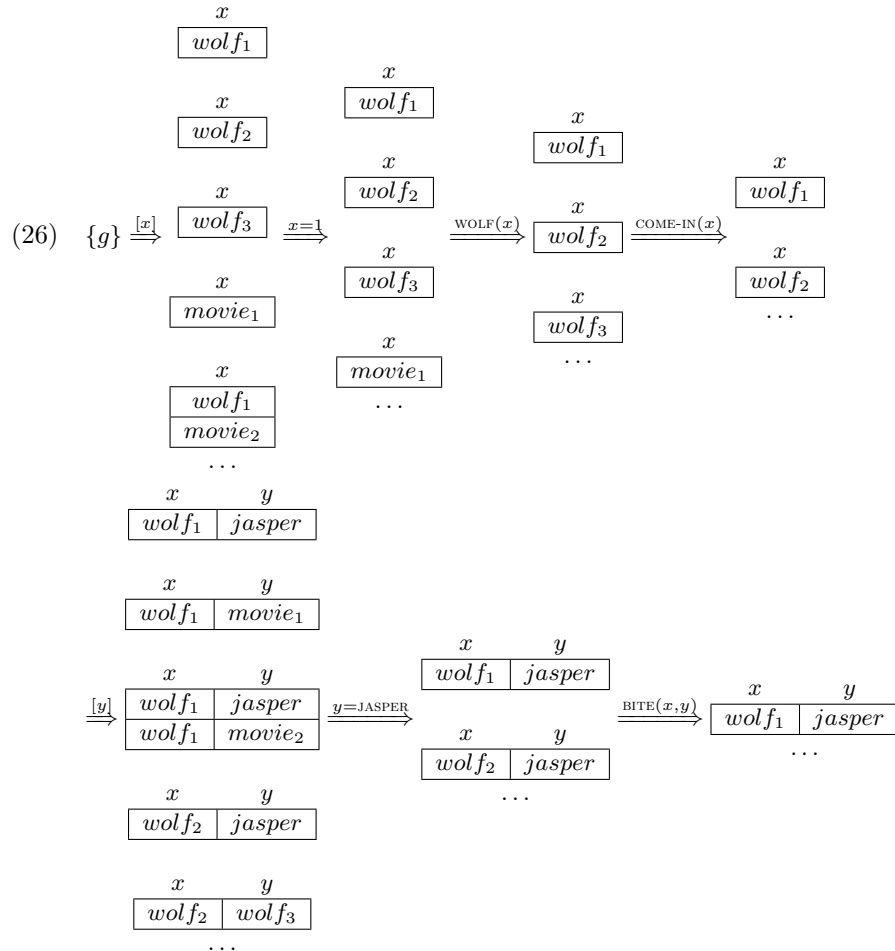 (26) {g} [x]⟹
x
wolf₁
x
wolf₂
x
wolf₃
x
movie₁
x
wolf₁
movie₂
...
x=1⟹
x
wolf₁
x
wolf₂
x
wolf₃
x
movie₁
...
WOLF(x)⟹
x
wolf₁
x
wolf₂
x
wolf₃
...
COME-IN(x)⟹
x
wolf₁
x
wolf₂
...
[y]⟹
x y
wolf₁ jasper
x y
wolf₁ movie₁
x y
wolf₁ jasper
wolf₁ movie₂
x y
wolf₂ jasper
x y
wolf₂ wolf₃
...
y=JASPER⟹
x y
wolf₁ jasper
x y
wolf₂ jasper
...
BITE(x,y)⟹
x y
wolf₁ jasper
...